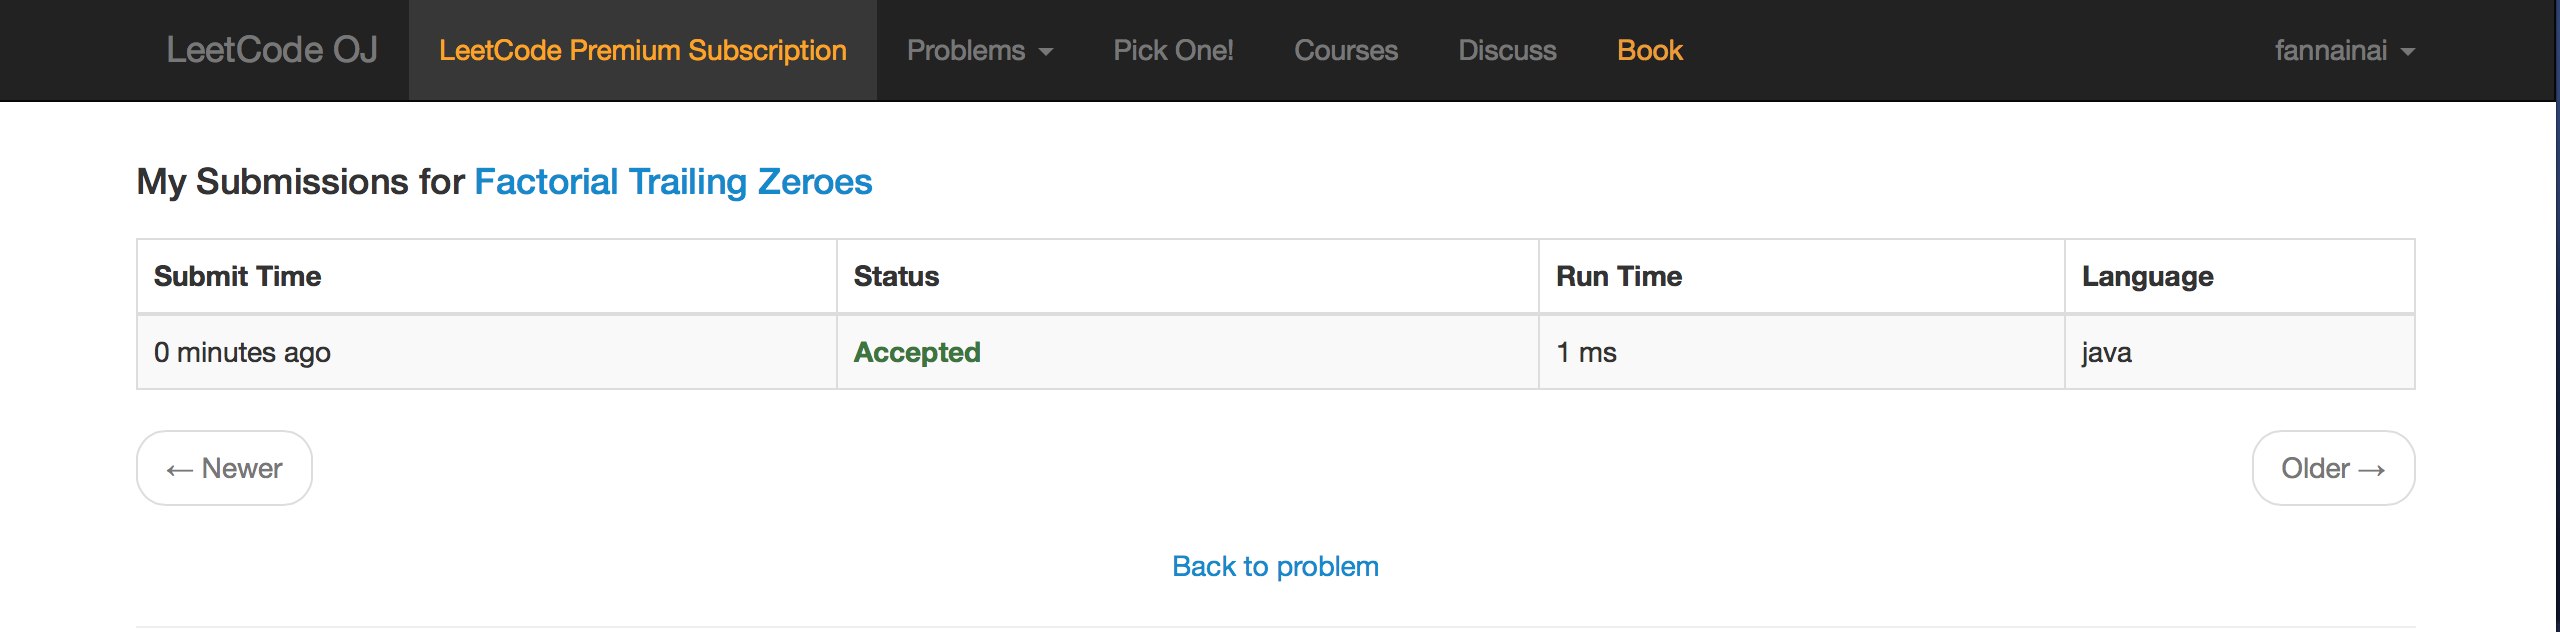 LeetCode OJ LeetCode Premium Subscription Problems Pick One! Courses Discuss Book fannainai
My Submissions for Factorial Trailing Zeroes
Submit Time Status Run Time Language
0 minutes ago Accepted 1 ms java
← Newer Older →
Back to problem